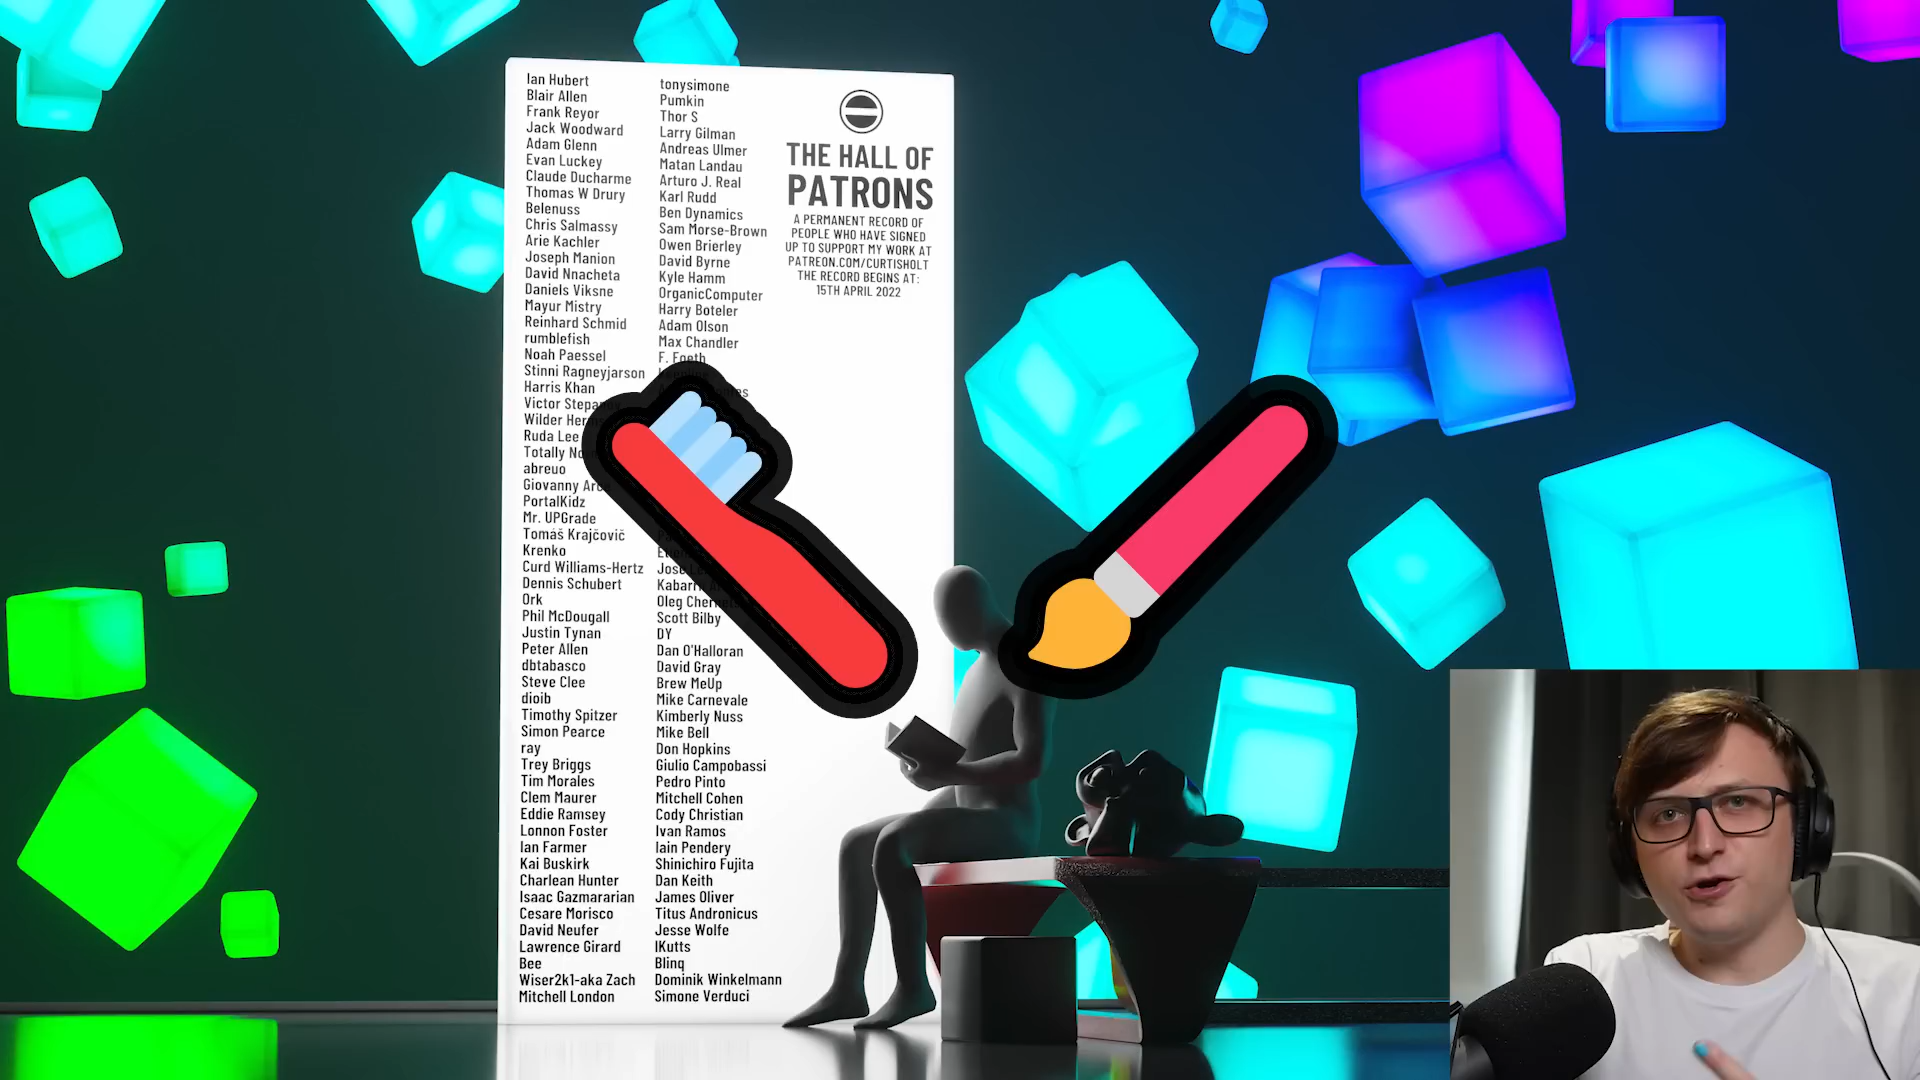 Ian Hubert
Blair Allen
Frank Reyor
Jack Woodward
Adam Glenn
Evan Luckey
Claude Ducharme
Thomas W Drury
Belenuss
Chris Salmassy
Arie Kachler
Joseph Manion
David Nnacheta
Daniels Viksne
Mayur Mistry
Reinhard Schmid
rumblefish
Noah Paessel
Stinni Ragneyjarson
Harris Khan
Victor
Wilder
Ruda Lee
Totally
abreuo
Giovanny
PortalKidz
Mr. UPGrade
Tomáš Krajčovič
Krenko
Curd Williams-Hertz
Dennis Schubert
Ork
Phil McDougall
Justin Tynan
Peter Allen
dbtabasco
Steve Clee
dioib
Timothy Spitzer
Simon Pearce
ray
Trey Briggs
Tim Morales
Clem Maurer
Eddie Ramsey
Lonnon Foster
Ian Farmer
Kai Buskirk
Charlean Hunter
Isaac Gazmararian
Cesare Morisco
David Neufer
Lawrence Girard
Bee
Wiser2k1-aka Zach
Mitchell London
tonysimone
Pumkin
Thor S
Larry Gilman
Andreas Ulmer
Matan Landau
Arturo J. Real
Karl Rudd
Ben Dynamics
Sam Morse-Brown
Owen Brierley
David Byrne
Kyle Hamm
OrganicComputer
Harry Boteler
Adam Olson
Max Chandler
F. Foeth
Oleg
Scott Bilby
DY
Dan O'Halloran
David Gray
Brew MeUp
Mike Carnevale
Kimberly Nuss
Mike Bell
Don Hopkins
Giulio Campobassi
Pedro Pinto
Mitchell Cohen
Cody Christian
Ivan Ramos
Iain Pendery
Shinichiro Fujita
Dan Keith
James Oliver
Titus Andronicus
Jesse Wolfe
IKutts
Blinq
Dominik Winkelmann
Simone Verduci
THE HALL OF
PATRONS
A PERMANENT RECORD OF
PEOPLE WHO HAVE SIGNED
UP TO SUPPORT MY WORK AT
PATREON.COM/CURTISHOLT
THE RECORD BEGINS AT:
15TH APRIL 2022